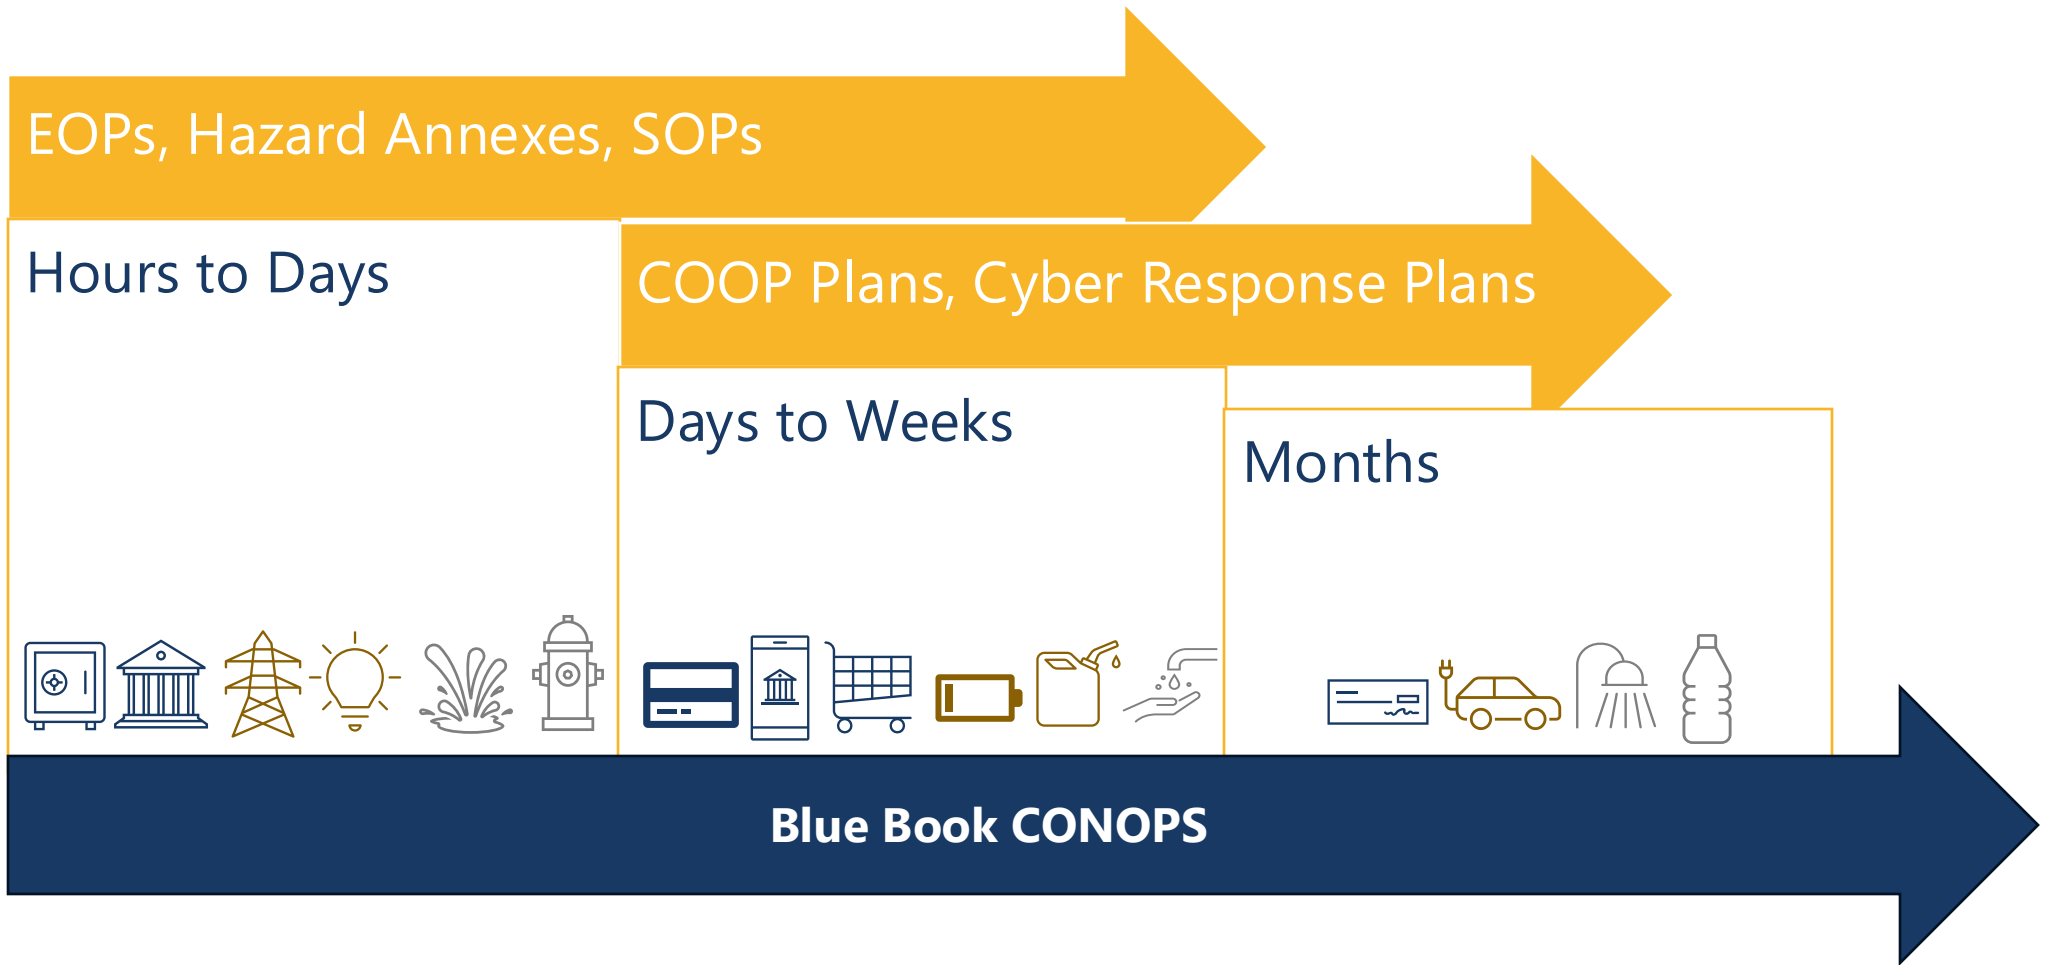 EOPs, Hazard Annexes, SOPs
Hours to Days
COOP Plans, Cyber Response Plans
Days to Weeks
Months
Blue Book CONOPS